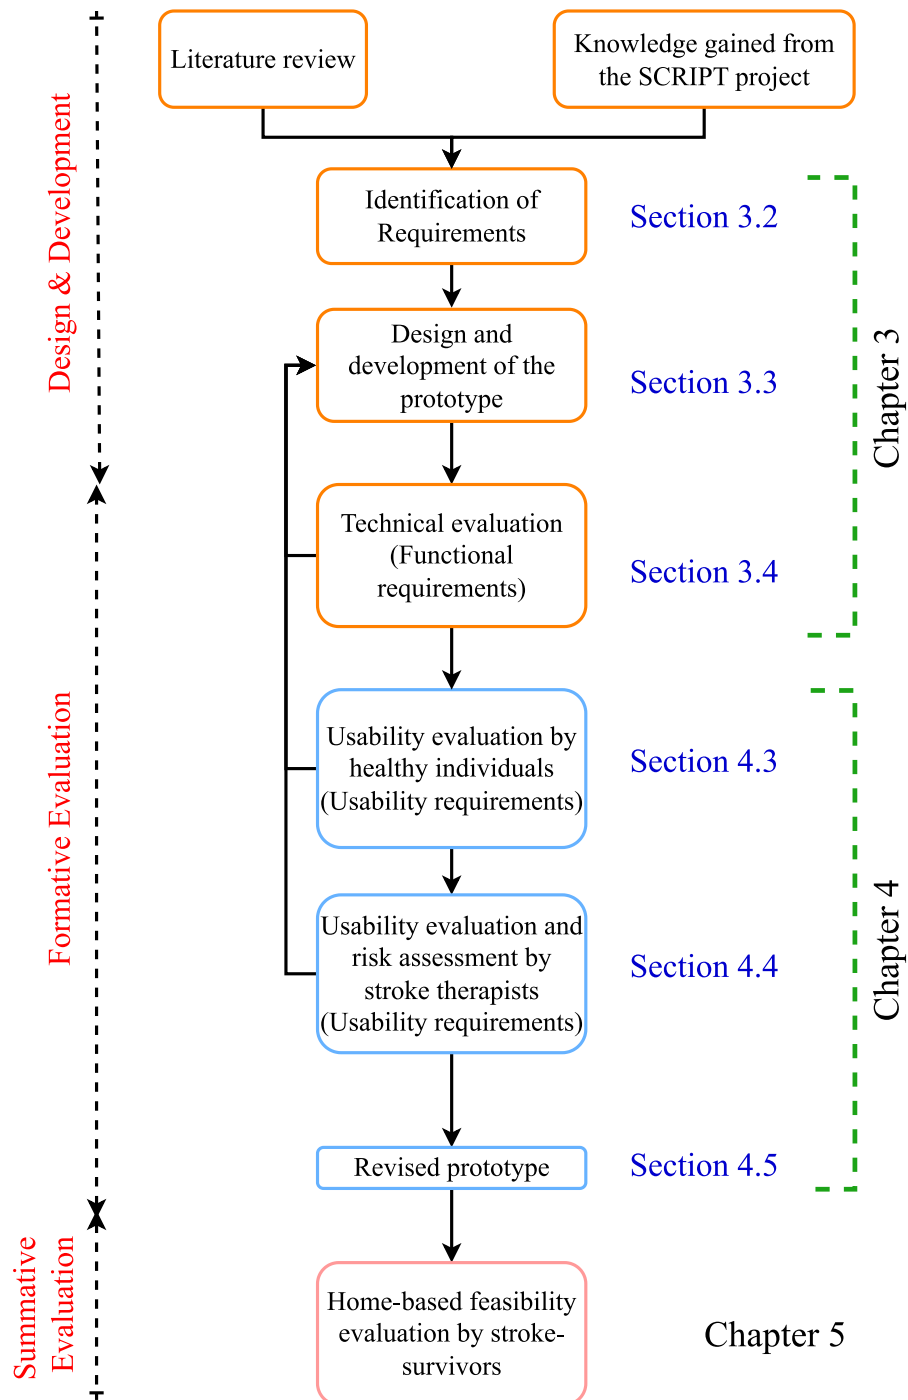 Literature review
Knowledge gained from
the SCRIPT project
Design & Development
Identification of
Requirements
Section 3.2
Design and
development of the
prototype
Section 3.3
Chapter 3
Technical evaluation
(Functional
requirements)
Section 3.4
Formative Evaluation
Usability evaluation by
healthy individuals
(Usability requirements)
Section 4.3
Usability evaluation and
risk assessment by
stroke therapists
(Usability requirements)
Section 4.4
Chapter 4
Revised prototype
Section 4.5
Summative
Evaluation
Home-based feasibility
evaluation by stroke-
survivors
Chapter 5